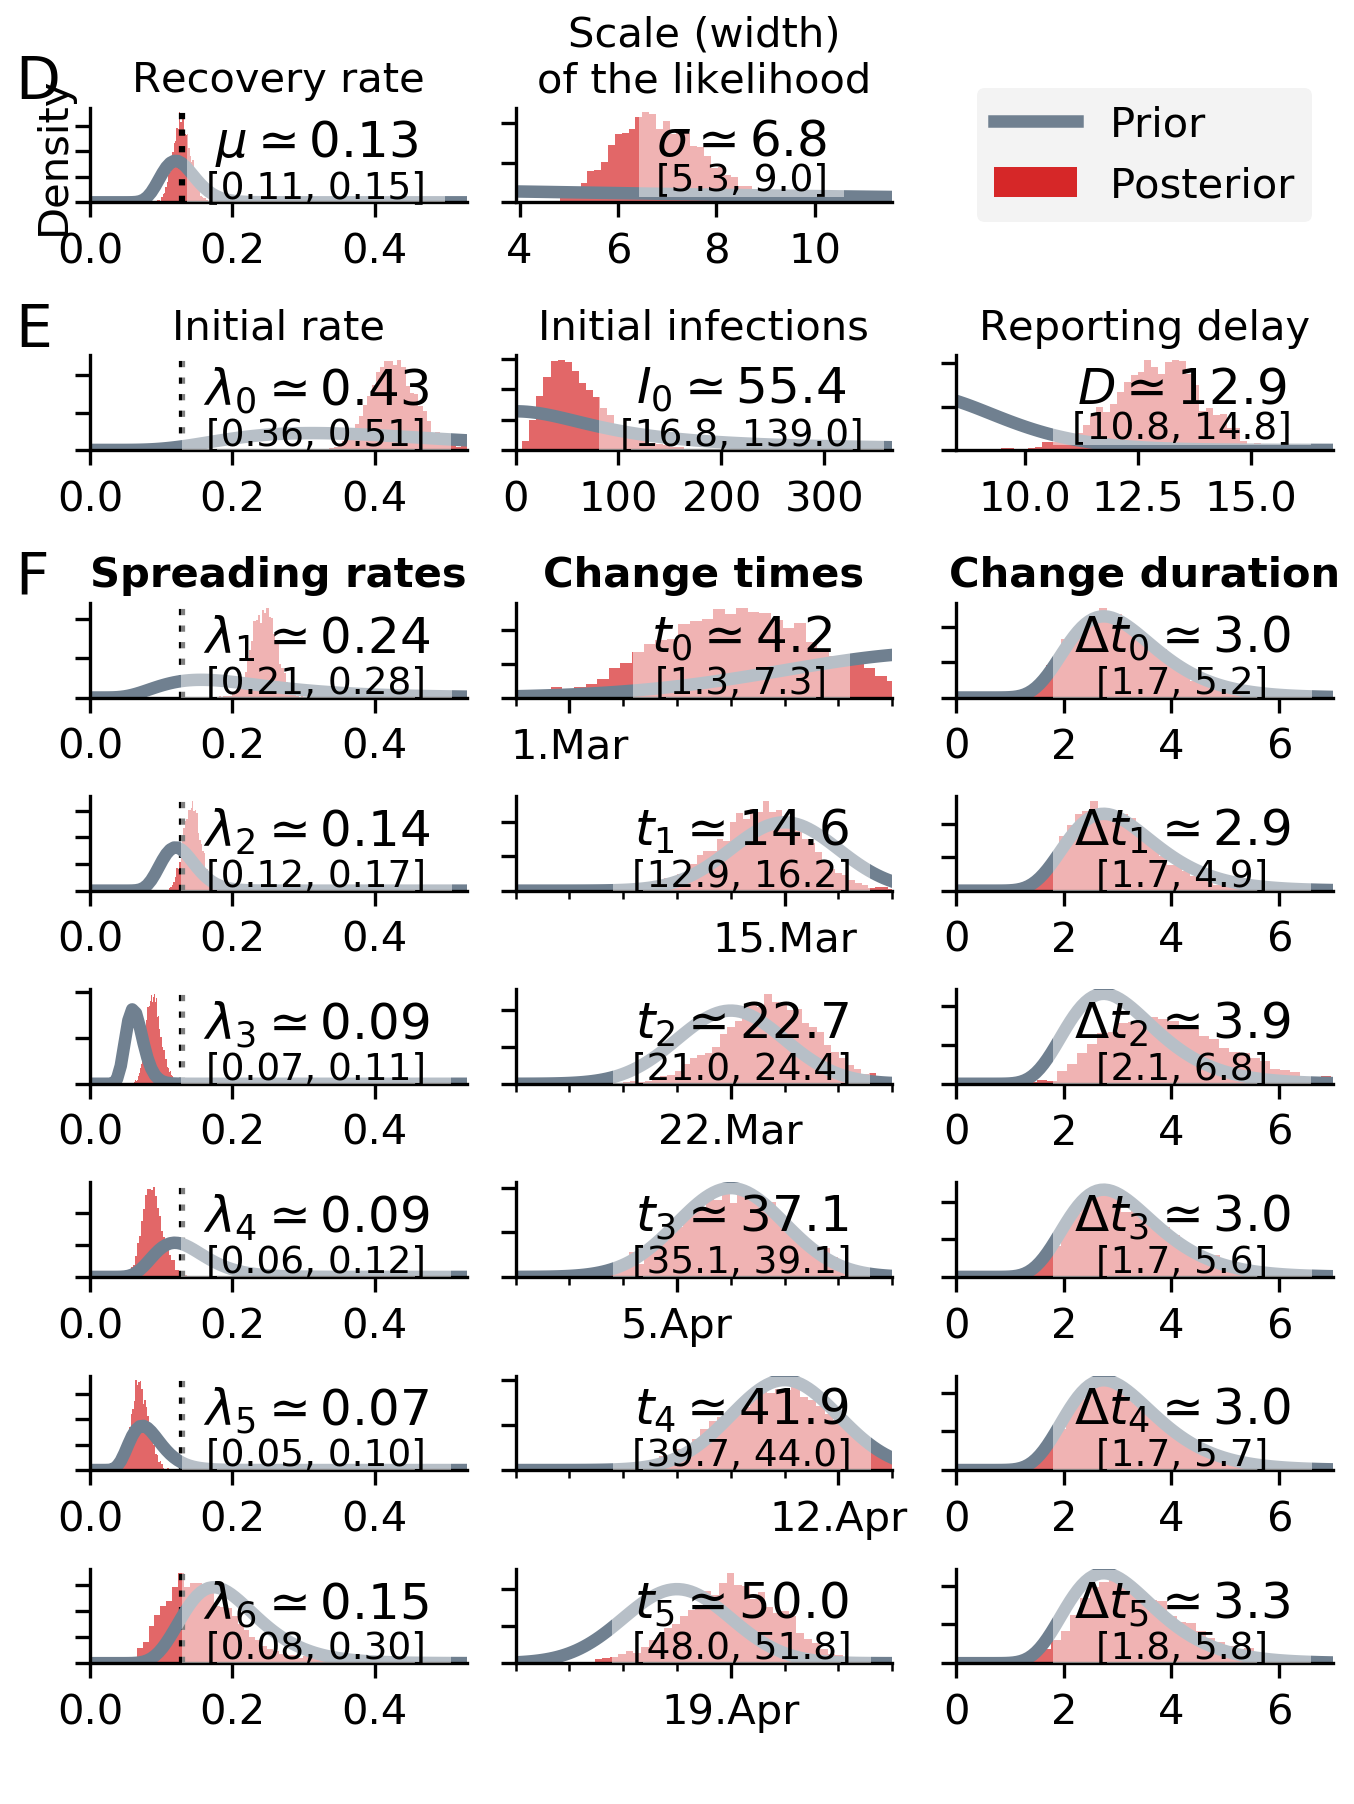 D
Recovery rate
Scale (width)
of the likelihood
Density
μ ≃ 0.13
[0.11, 0.15]
0.0 0.2 0.4
σ ≃ 6.8
[5.3, 9.0]
4 6 8 10
Prior
Posterior
E
Initial rate
λ0 ≃ 0.43
[0.36, 0.51]
0.0 0.2 0.4
Initial infections
I0 ≃ 55.4
[16.8, 139.0]
0 100 200 300
Reporting delay
D ≃ 12.9
[10.8, 14.8]
10.0 12.5 15.0
F
Spreading rates
Change times
Change duration
λ1 ≃ 0.24
[0.21, 0.28]
0.0 0.2 0.4
t0 ≃ 4.2
[1.3, 7.3]
1.Mar
Δt0 ≃ 3.0
[1.7, 5.2]
0 2 4 6
λ2 ≃ 0.14
[0.12, 0.17]
0.0 0.2 0.4
t1 ≃ 14.6
[12.9, 16.2]
15.Mar
Δt1 ≃ 2.9
[1.7, 4.9]
0 2 4 6
λ3 ≃ 0.09
[0.07, 0.11]
0.0 0.2 0.4
t2 ≃ 22.7
[21.0, 24.4]
22.Mar
Δt2 ≃ 3.9
[2.1, 6.8]
0 2 4 6
λ4 ≃ 0.09
[0.06, 0.12]
0.0 0.2 0.4
t3 ≃ 37.1
[35.1, 39.1]
5.Apr
Δt3 ≃ 3.0
[1.7, 5.6]
0 2 4 6
λ5 ≃ 0.07
[0.05, 0.10]
0.0 0.2 0.4
t4 ≃ 41.9
[39.7, 44.0]
12.Apr
Δt4 ≃ 3.0
[1.7, 5.7]
0 2 4 6
λ6 ≃ 0.15
[0.08, 0.30]
0.0 0.2 0.4
t5 ≃ 50.0
[48.0, 51.8]
19.Apr
Δt5 ≃ 3.3
[1.8, 5.8]
0 2 4 6